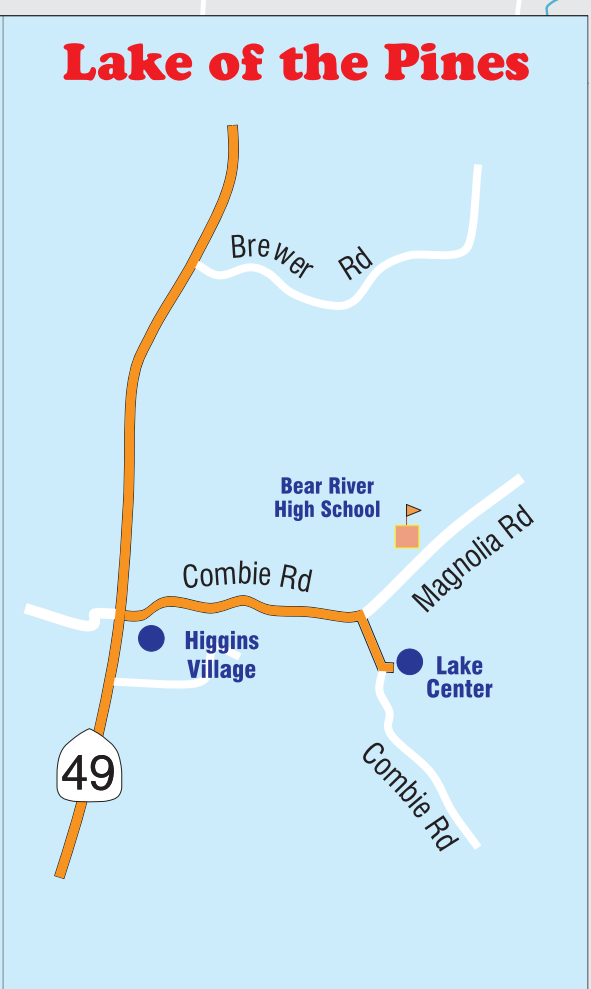 Lake of the Pines
Brewer Rd
Bear River
High School
Magnolia Rd
Combie Rd
Higgins
Village
Lake
Center
49
Combie Rd